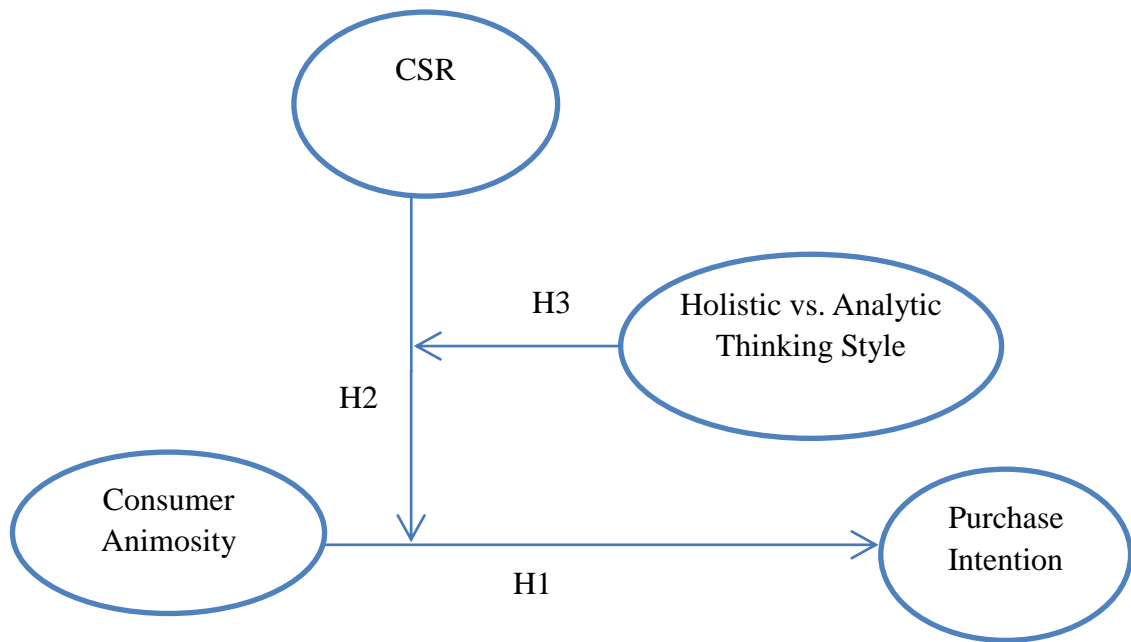 CSR
H3
Holistic vs. Analytic
Thinking Style
H2
Consumer
Animosity
Purchase
Intention
H1